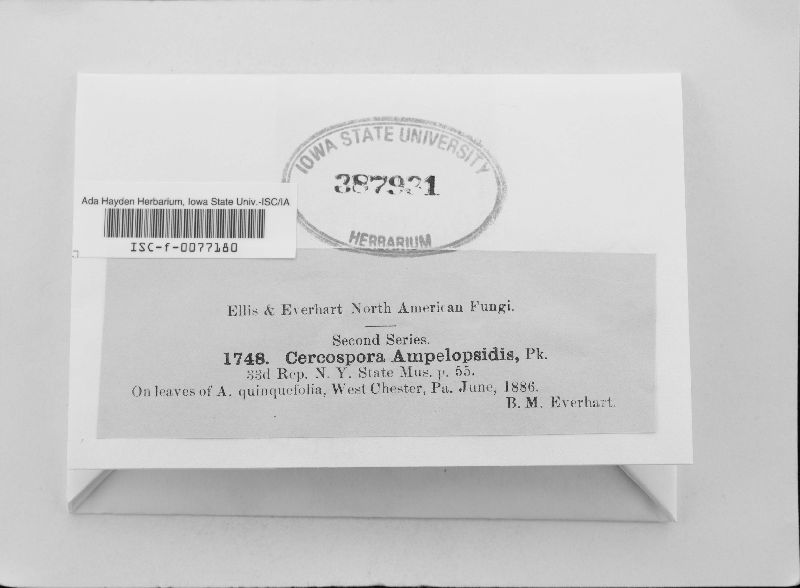 IOWA STATE UNIVERSITY
387931
HERBARIUM
Ada Hayden Herbarium, Iowa State Univ.-ISC/IA
ISC-f-0077180
Ellis & Everhart North American Fungi.
Second Series.
1748. Cercospora Ampelopsidis, Pk.
33d Rep. N. Y. State Mus. p. 55.
On leaves of A. quinquefolia, West Chester, Pa. June, 1886.
B. M. Everhart.